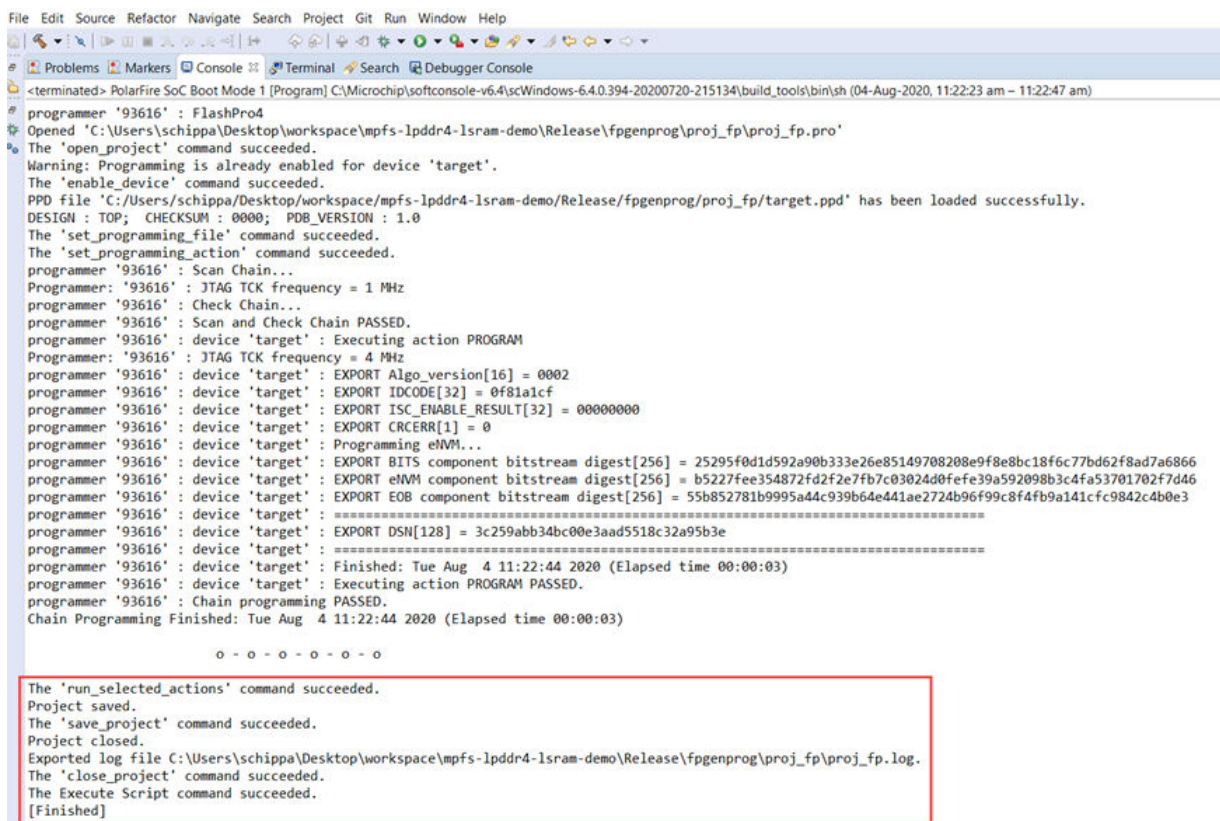 File Edit Source Refactor Navigate Search Project Git Run Window Help
Problems Markers Console Terminal Search Debugger Console
<terminated> PolarFire SoC Boot Mode 1 [Program] C:\Microchip\softconsole-v6.4\scWindows-6.4.0.394-20200720-215134\build_tools\bin\sh (04-Aug-2020, 11:22:23 am – 11:22:47 am)
programmer '93616' : FlashPro4
Opened 'C:\Users\schippa\Desktop\workspace\mpfs-lpddr4-lsram-demo\Release\fpgenprog\proj_fp\proj_fp.pro'
The 'open_project' command succeeded.
Warning: Programming is already enabled for device 'target'.
The 'enable_device' command succeeded.
PPD file 'C:/Users/schippa/Desktop/workspace/mpfs-lpddr4-lsram-demo/Release/fpgenprog/proj_fp/target.ppd' has been loaded successfully.
DESIGN : TOP;  CHECKSUM : 0000;  PDB_VERSION : 1.0
The 'set_programming_file' command succeeded.
The 'set_programming_action' command succeeded.
programmer '93616' : Scan Chain...
Programmer: '93616' : JTAG TCK frequency = 1 MHz
programmer '93616' : Check Chain...
programmer '93616' : Scan and Check Chain PASSED.
programmer '93616' : device 'target' : Executing action PROGRAM
Programmer: '93616' : JTAG TCK frequency = 4 MHz
programmer '93616' : device 'target' : EXPORT Algo_version[16] = 0002
programmer '93616' : device 'target' : EXPORT IDCODE[32] = 0f81a1cf
programmer '93616' : device 'target' : EXPORT ISC_ENABLE_RESULT[32] = 00000000
programmer '93616' : device 'target' : EXPORT CRCERR[1] = 0
programmer '93616' : device 'target' : Programming eNVM...
programmer '93616' : device 'target' : EXPORT BITS component bitstream digest[256] = 25295f0d1d592a90b333e26e85149708208e9f8e8bc18f6c77bd62f8ad7a6866
programmer '93616' : device 'target' : EXPORT eNVM component bitstream digest[256] = b5227fee354872fd2f2e7fb7c03024d0fefe39a592098b3c4fa53701702f7d46
programmer '93616' : device 'target' : EXPORT EOB component bitstream digest[256] = 55b852781b9995a44c939b64e441ae2724b96f99c8f4fb9a141cfc9842c4b0e3
programmer '93616' : device 'target' : ===================================================================================
programmer '93616' : device 'target' : EXPORT DSN[128] = 3c259abb34bc00e3aad5518c32a95b3e
programmer '93616' : device 'target' : ===================================================================================
programmer '93616' : device 'target' : Finished: Tue Aug  4 11:22:44 2020 (Elapsed time 00:00:03)
programmer '93616' : device 'target' : Executing action PROGRAM PASSED.
programmer '93616' : Chain programming PASSED.
Chain Programming Finished: Tue Aug  4 11:22:44 2020 (Elapsed time 00:00:03)
o - o - o - o - o - o
The 'run_selected_actions' command succeeded.
Project saved.
The 'save_project' command succeeded.
Project closed.
Exported log file C:\Users\schippa\Desktop\workspace\mpfs-lpddr4-lsram-demo\Release\fpgenprog\proj_fp\proj_fp.log.
The 'close_project' command succeeded.
The Execute Script command succeeded.
[Finished]